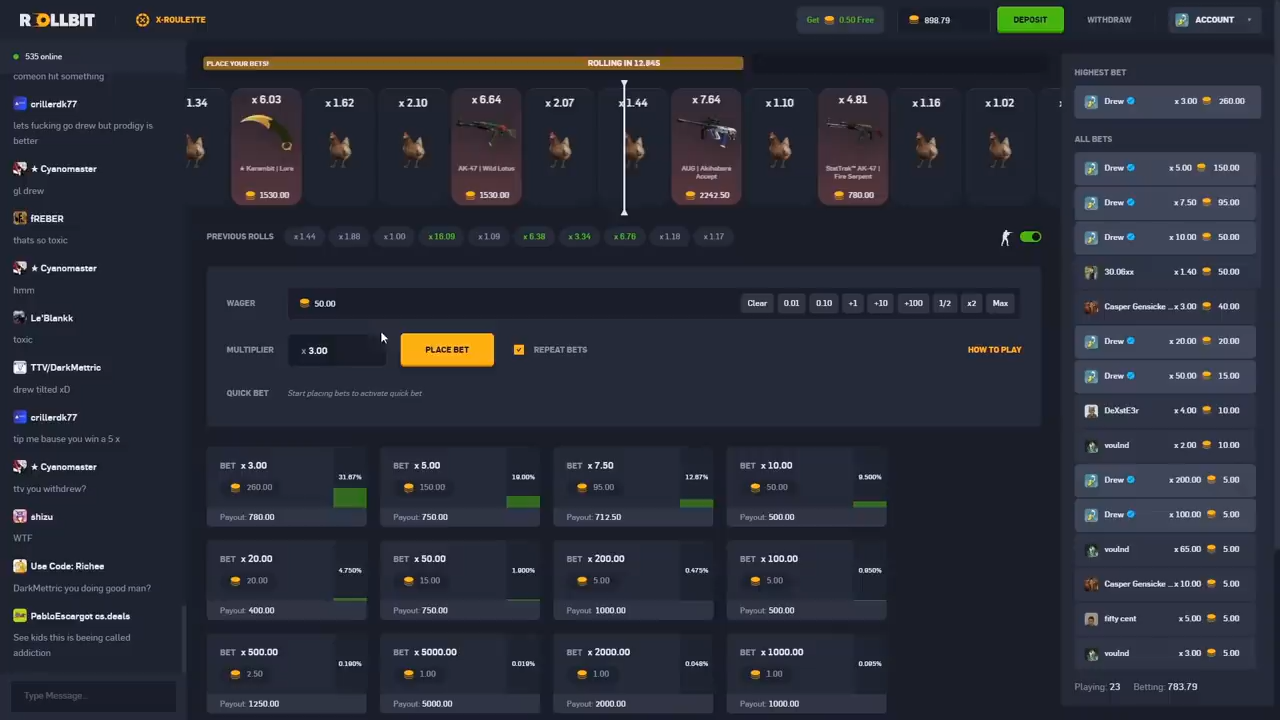 ROLLBIT
X-ROULETTE
Get 0.50 Free
898.79
DEPOSIT
WITHDRAW
ACCOUNT
535 online
comeon hit something
crillerdk77
lets fucking go drew but prodigy is
better
★ Cyanomaster
gl drew
fREBER
thats so toxic
★ Cyanomaster
hmm
Le'Blankk
toxic
TTV/DarkMettric
drew tilted xD
crillerdk77
tip me bause you win a 5 x
★ Cyanomaster
ttv you withdrew?
shizu
WTF
Use Code: Richee
DarkMettric you doing good man?
PabloEscargot cs.deals
See kids this is beeing called
addiction
Type Message...
PLACE YOUR BETS!
ROLLING IN 12.845
1.34
x 6.03
x 1.62
x 2.10
x 6.64
x 2.07
x 1.44
x 7.64
x 1.10
x 4.81
x 1.16
x 1.02
★ Karambit | Lore
AK-47 | Wild Lotus
AUG | Akihabara
Accept
StatTrak™ AK-47 |
Fire Serpent
1530.00
1530.00
2242.50
780.00
PREVIOUS ROLLS
x 1.44
x 1.88
x 1.00
x 16.09
x 1.09
x 6.38
x 3.34
x 6.76
x 1.18
x 1.17
WAGER
50.00
Clear
0.01
0.10
+1
+10
+100
1/2
x2
Max
MULTIPLIER
x 3.00
PLACE BET
REPEAT BETS
HOW TO PLAY
QUICK BET
Start placing bets to activate quick bet
BET x 3.00
260.00
31.67%
Payout: 780.00
BET x 5.00
150.00
19.00%
Payout: 750.00
BET x 7.50
95.00
12.67%
Payout: 712.50
BET x 10.00
50.00
9.500%
Payout: 500.00
BET x 20.00
20.00
4.750%
Payout: 400.00
BET x 50.00
15.00
1.900%
Payout: 750.00
BET x 200.00
5.00
0.475%
Payout: 1000.00
BET x 100.00
5.00
0.950%
Payout: 500.00
BET x 500.00
2.50
0.190%
Payout: 1250.00
BET x 5000.00
1.00
0.019%
Payout: 5000.00
BET x 2000.00
1.00
0.048%
Payout: 2000.00
BET x 1000.00
1.00
0.095%
Payout: 1000.00
HIGHEST BET
Drew x 3.00 260.00
ALL BETS
Drew x 5.00 150.00
Drew x 7.50 95.00
Drew x 10.00 50.00
30.06xx x 1.40 50.00
Casper Gensicke ... x 3.00 40.00
Drew x 20.00 20.00
Drew x 50.00 15.00
DeXstE3r x 4.00 10.00
voulnd x 2.00 10.00
Drew x 200.00 5.00
Drew x 100.00 5.00
voulnd x 65.00 5.00
Casper Gensicke ... x 10.00 5.00
fifty cent x 5.00 5.00
voulnd x 3.00 5.00
Playing: 23 Betting: 783.79